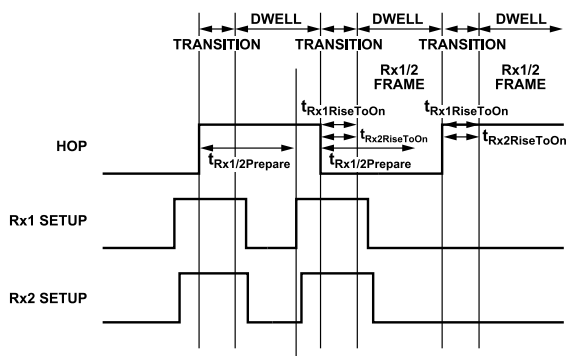 DWELL DWELL DWELL
TRANSITION TRANSITION TRANSITION
Rx1/2 FRAME Rx1/2 FRAME
tRx1RiseToOn tRx1RiseToOn
tRx2RiseToOn tRx2RiseToOn
HOP
tRx1/2Prepare tRx1/2Prepare
Rx1 SETUP
Rx2 SETUP